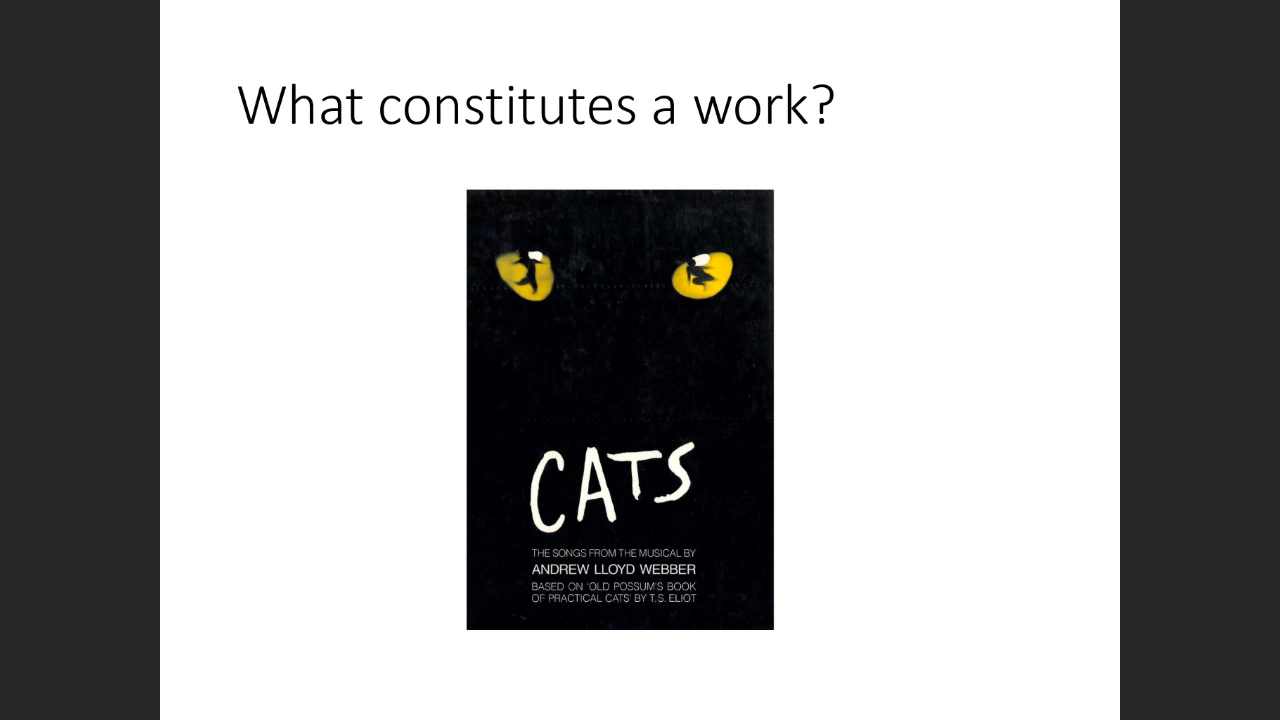 What constitutes a work?
CATS
THE SONGS FROM THE MUSICAL BY
ANDREW LLOYD WEBBER
BASED ON 'OLD POSSUM'S BOOK
OF PRACTICAL CATS' BY T.S. ELIOT